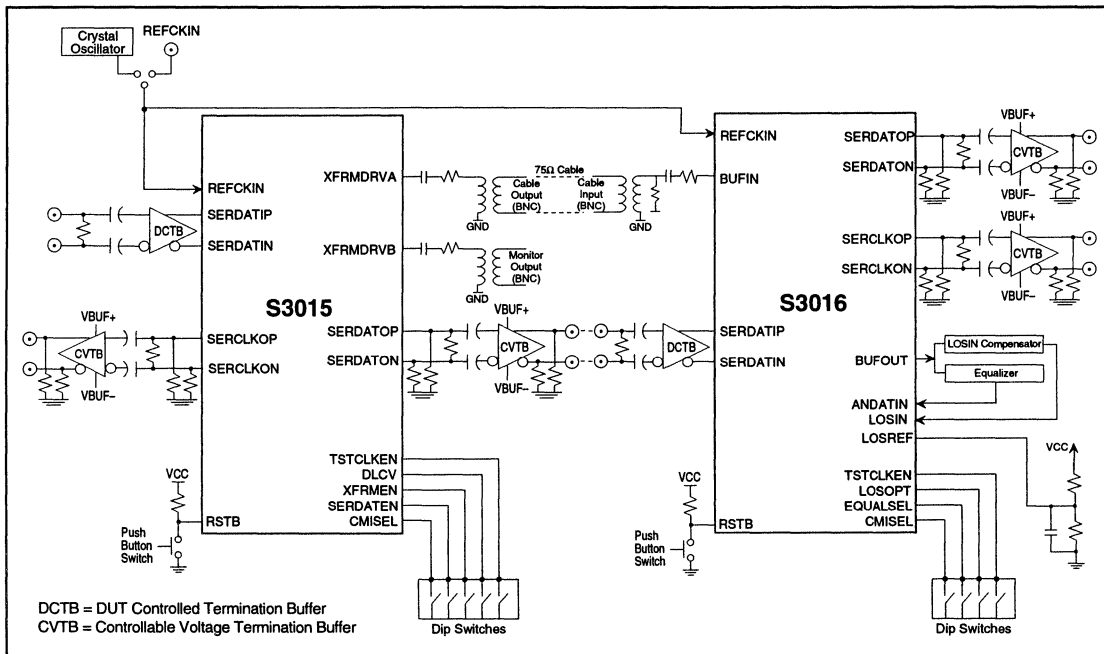 Crystal
Oscillator
REFCKIN
S3015
REFCKIN
SERDATIP
SERDATIN
DCTB
VBUF+
CVTB
VBUF–
SERCLKOP
SERCLKON
XFRMDRVA
XFRMDRVB
SERDATOP
SERDATON
TSTCLKEN
DLCV
XFRMEN
SERDATEN
CMISEL
VCC
RSTB
Push
Button
Switch
Dip Switches
75Ω Cable
Cable
Output
(BNC)
Cable
Input
(BNC)
GND
GND
Monitor
Output
(BNC)
GND
VBUF+
CVTB
VBUF–
DCTB
S3016
REFCKIN
BUFIN
SERDATIP
SERDATIN
VCC
RSTB
Push
Button
Switch
SERDATOP
SERDATON
VBUF+
CVTB
VBUF–
SERCLKOP
SERCLKON
VBUF+
CVTB
VBUF–
BUFOUT
LOSIN Compensator
Equalizer
ANDATIN
LOSIN
LOSREF
VCC
TSTCLKEN
LOSOPT
EQUALSEL
CMISEL
Dip Switches
DCTB = DUT Controlled Termination Buffer
CVTB = Controllable Voltage Termination Buffer